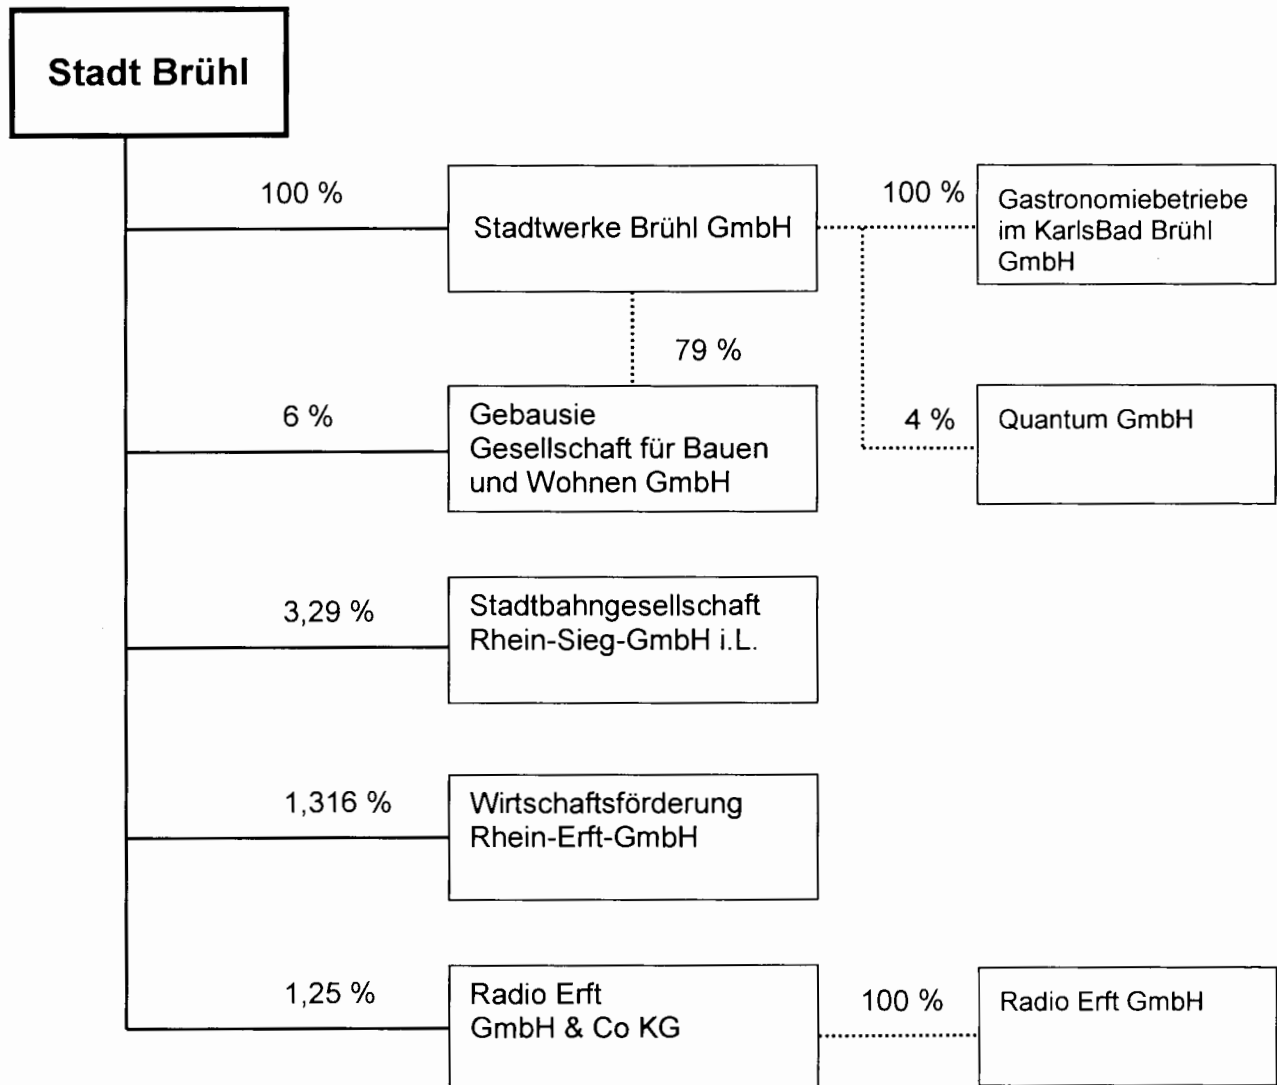 Stadt Brühl
100 %
Stadtwerke Brühl GmbH
100 %
Gastronomiebetriebe
im KarlsBad Brühl
GmbH
79 %
6 %
Gebausie
Gesellschaft für Bauen
und Wohnen GmbH
4 %
Quantum GmbH
3,29 %
Stadtbahngesellschaft
Rhein-Sieg-GmbH i.L.
1,316 %
Wirtschaftsförderung
Rhein-Erft-GmbH
1,25 %
Radio Erft
GmbH & Co KG
100 %
Radio Erft GmbH